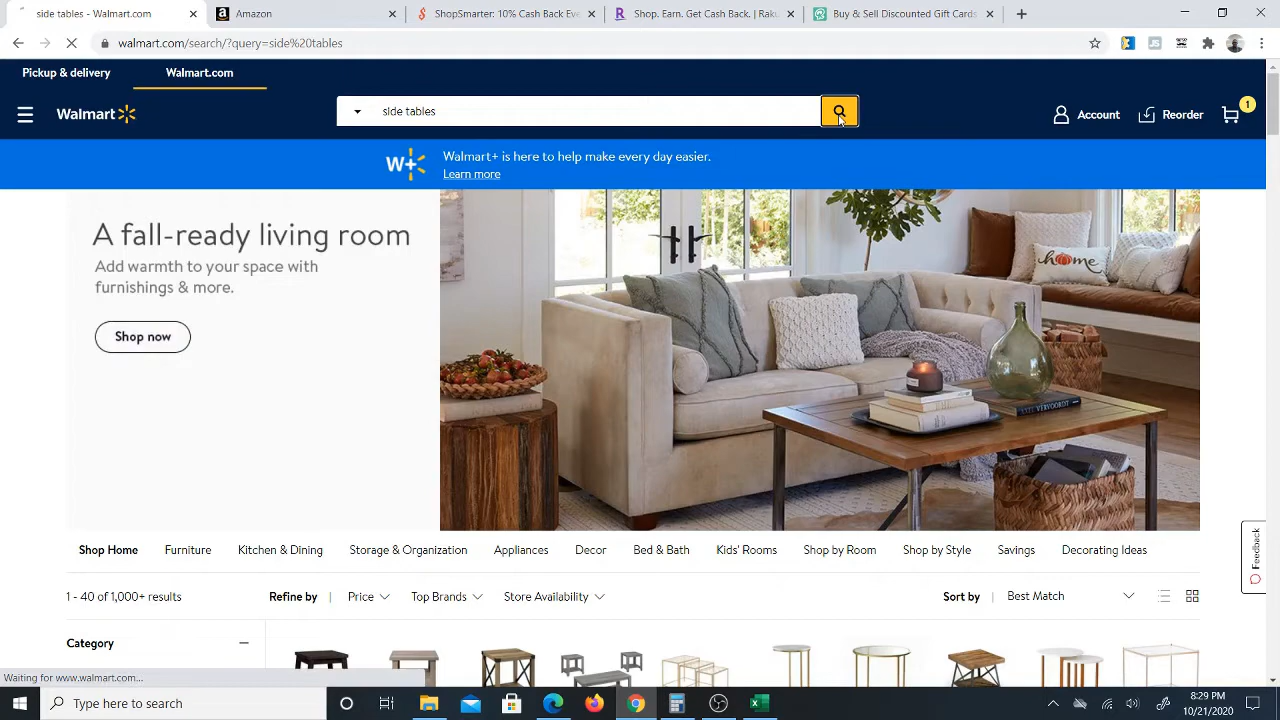 side tables
Amazon
ShopSmarter: 10% Cash Back Eve
Shop. Earn. Get Cash Back. | Raku
Buy & Sell Discounted Gift Cards
walmart.com/search/?query=side%20tables
Pickup & delivery
Walmart.com
Walmart
side tables
Account
Reorder
1
W+
Walmart+ is here to help make every day easier.
Learn more
A fall-ready living room
Add warmth to your space with
furnishings & more.
Shop now
home
AXEL VERVOORDT
Shop Home
Furniture
Kitchen & Dining
Storage & Organization
Appliances
Decor
Bed & Bath
Kids' Rooms
Shop by Room
Shop by Style
Savings
Decorating Ideas
Feedback
1 - 40 of 1,000+ results
Refine by
Price
Top Brands
Store Availability
Sort by
Best Match
Category
Waiting for www.walmart.com...
Type here to search
8:29 PM
10/21/2020